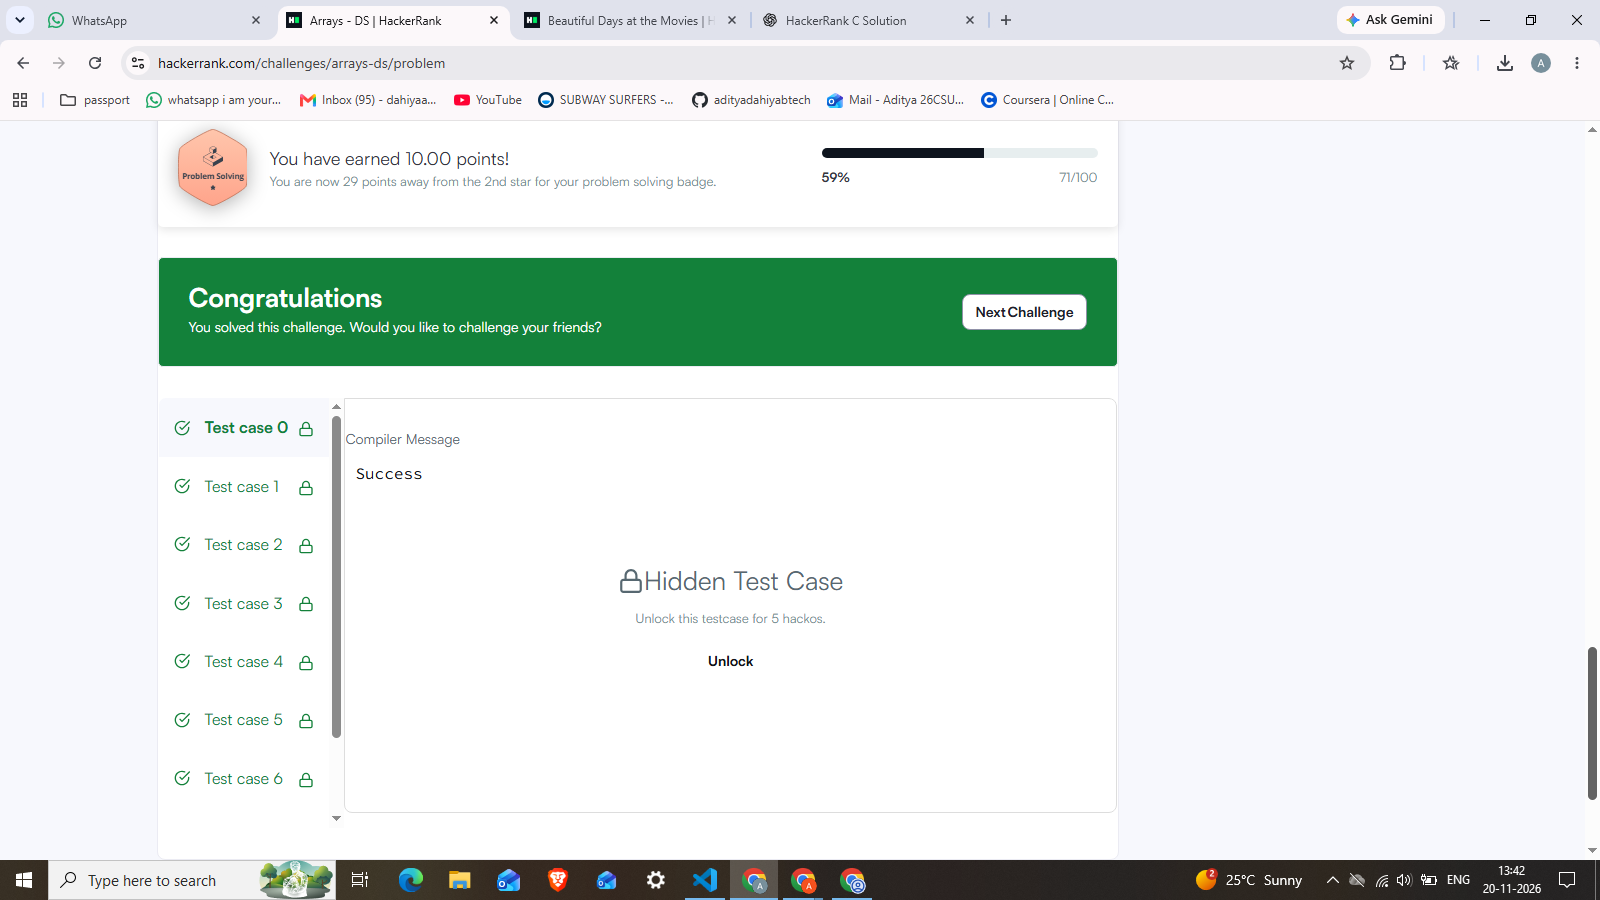 WhatsApp
Arrays - DS | HackerRank
Beautiful Days at the Movies | H
HackerRank C Solution
Ask Gemini
hackerrank.com/challenges/arrays-ds/problem
A
passport
whatsapp i am your...
Inbox (95) - dahiyaa...
YouTube
SUBWAY SURFERS -...
adityadahiyabtech
Mail - Aditya 26CSU...
Coursera | Online C...
Problem Solving
You have earned 10.00 points!
You are now 29 points away from the 2nd star for your problem solving badge.
59%
71/100
Congratulations
You solved this challenge. Would you like to challenge your friends?
Next Challenge
Test case 0
Test case 1
Test case 2
Test case 3
Test case 4
Test case 5
Test case 6
Compiler Message
Success
Hidden Test Case
Unlock this testcase for 5 hackos.
Unlock
Type here to search
2
25°C Sunny
ENG
13:42
20-11-2026